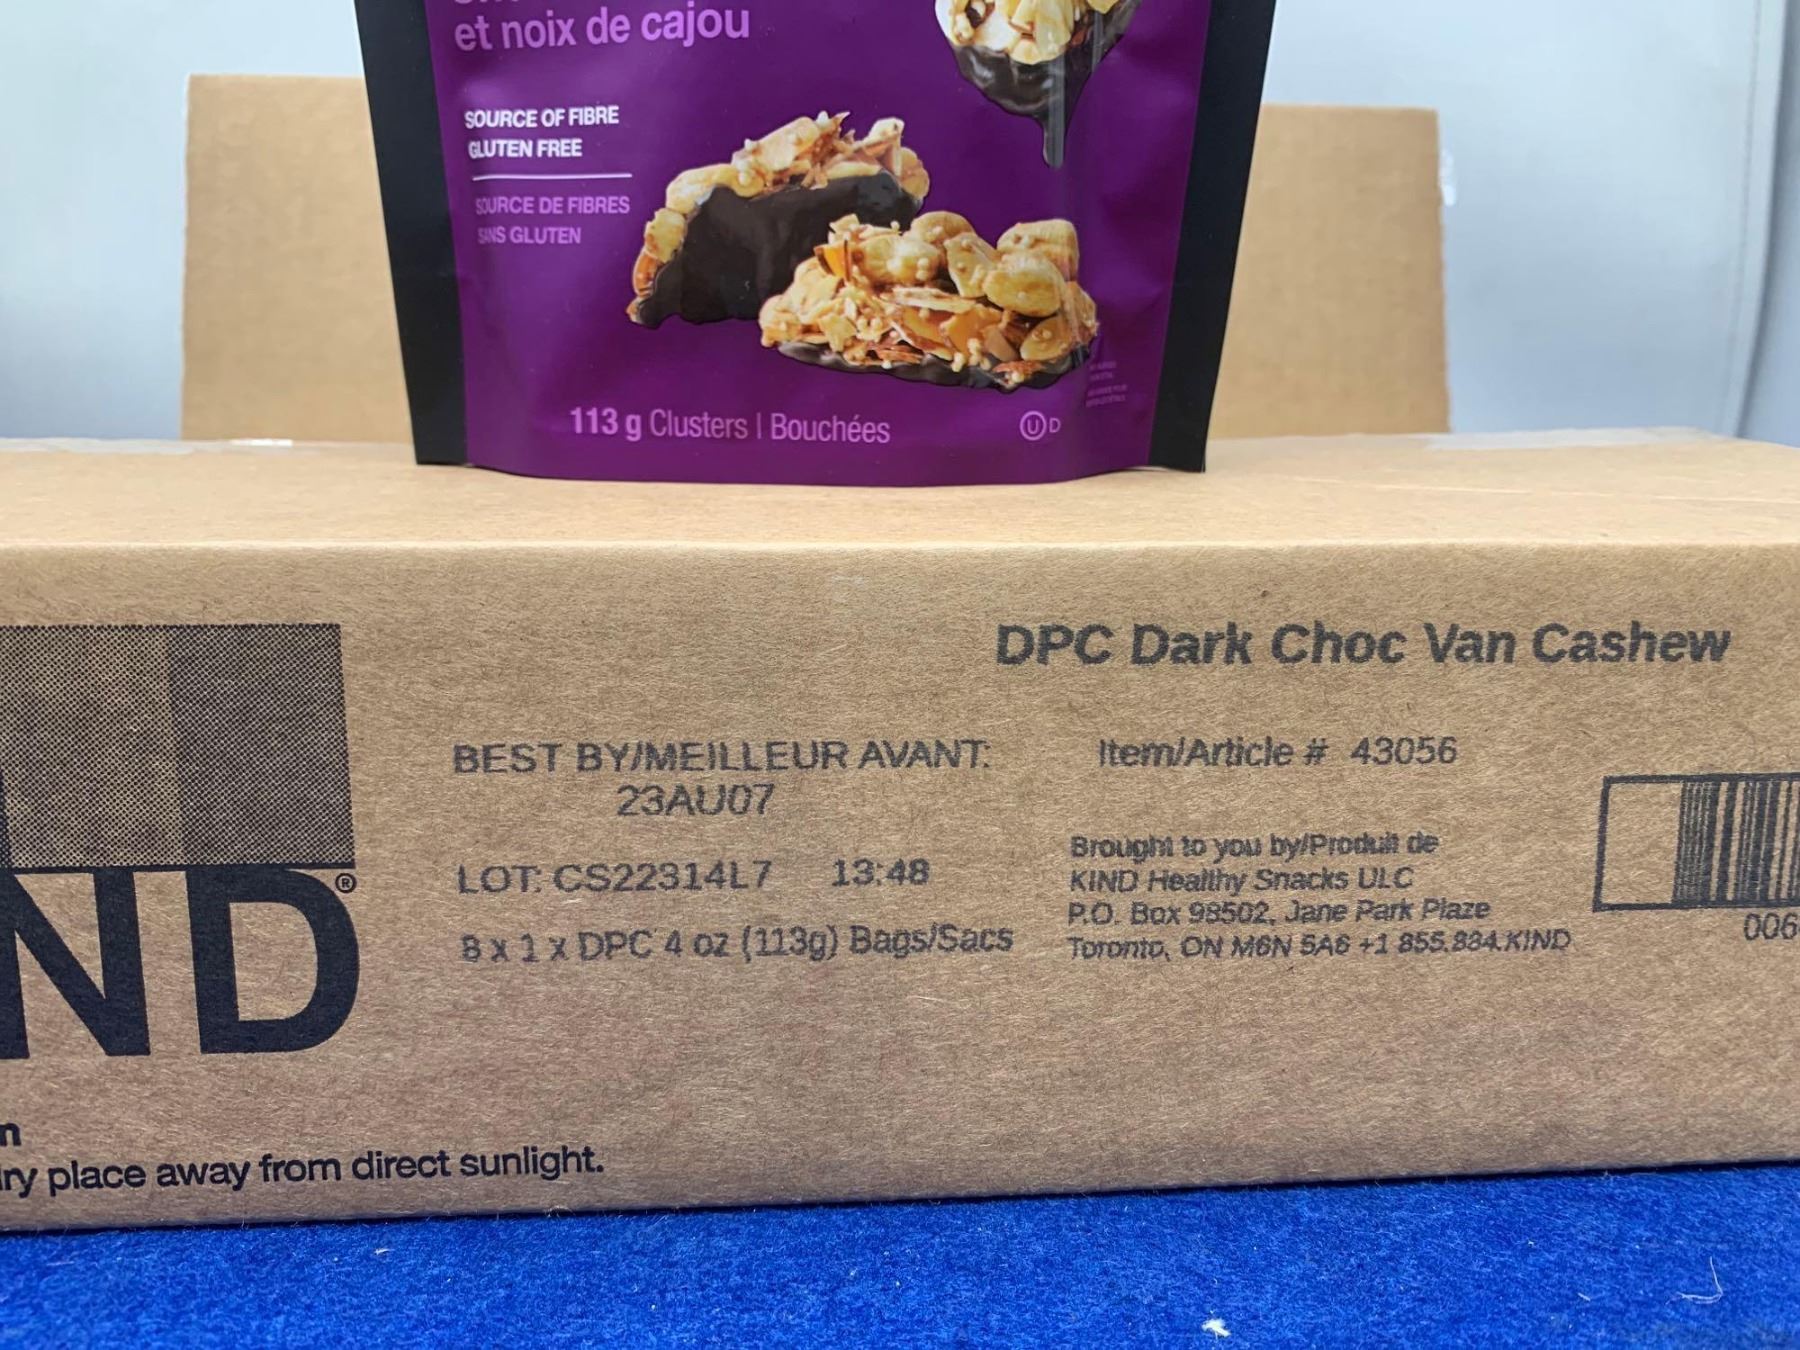 et noix de cajou
SOURCE OF FIBRE
GLUTEN FREE
SOURCE DE FIBRES
SANS GLUTEN
113 g Clusters | Bouchées
U D
DPC Dark Choc Van Cashew
BEST BY/MEILLEUR AVANT:
23AU07
Item/Article # 43056
LOT: CS22314L7 13:48
8 x 1 x DPC 4 oz (113g) Bags/Sacs
Brought to you by/Produit de
KIND Healthy Snacks ULC
P.O. Box 98502, Jane Park Plaze
Toronto, ON M6N 5A6 +1 855.884.KIND
006
ND®
n
ry place away from direct sunlight.